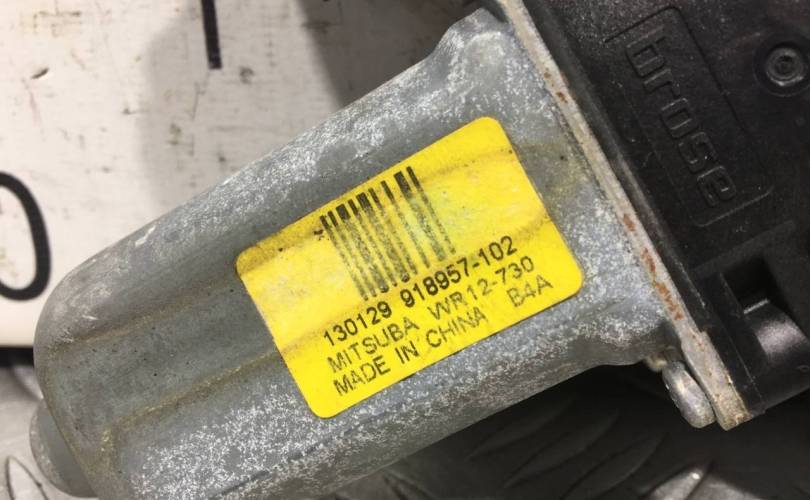 brose
130129 918957-102
MITSUBA WR12-730
MADE IN CHINA B4A